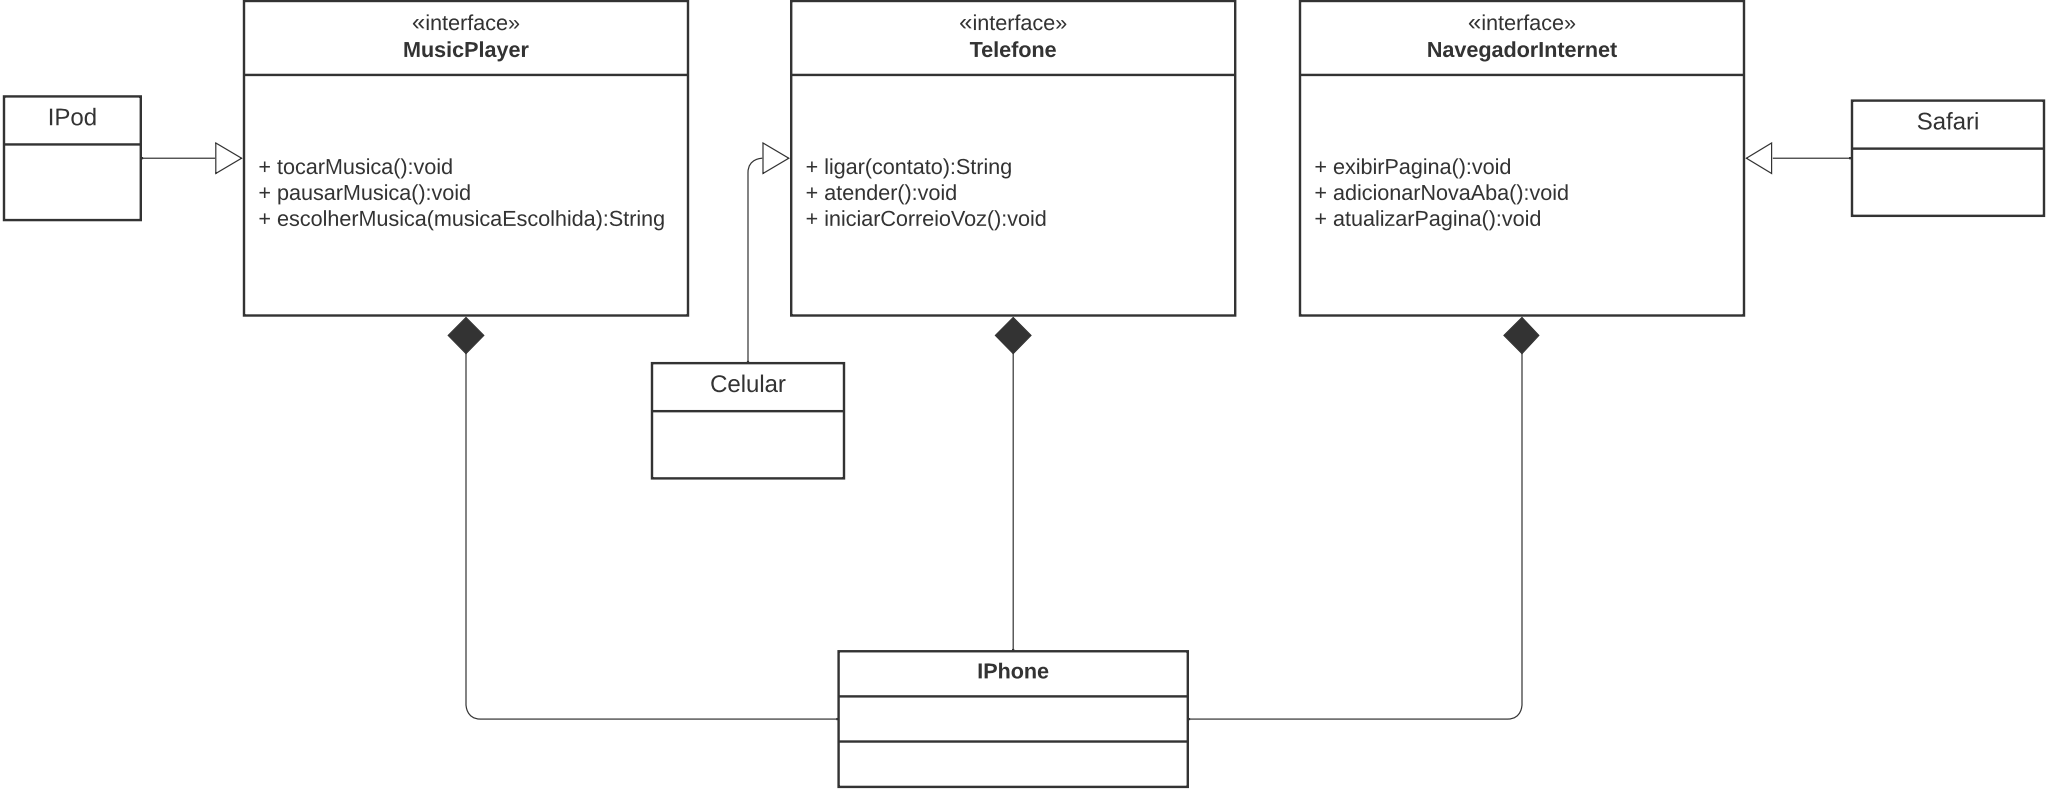 «interface»
MusicPlayer
+ tocarMusica():void
+ pausarMusica():void
+ escolherMusica(musicaEscolhida):String
«interface»
Telefone
+ ligar(contato):String
+ atender():void
+ iniciarCorreioVoz():void
«interface»
NavegadorInternet
+ exibirPagina():void
+ adicionarNovaAba():void
+ atualizarPagina():void
IPod
Safari
Celular
IPhone